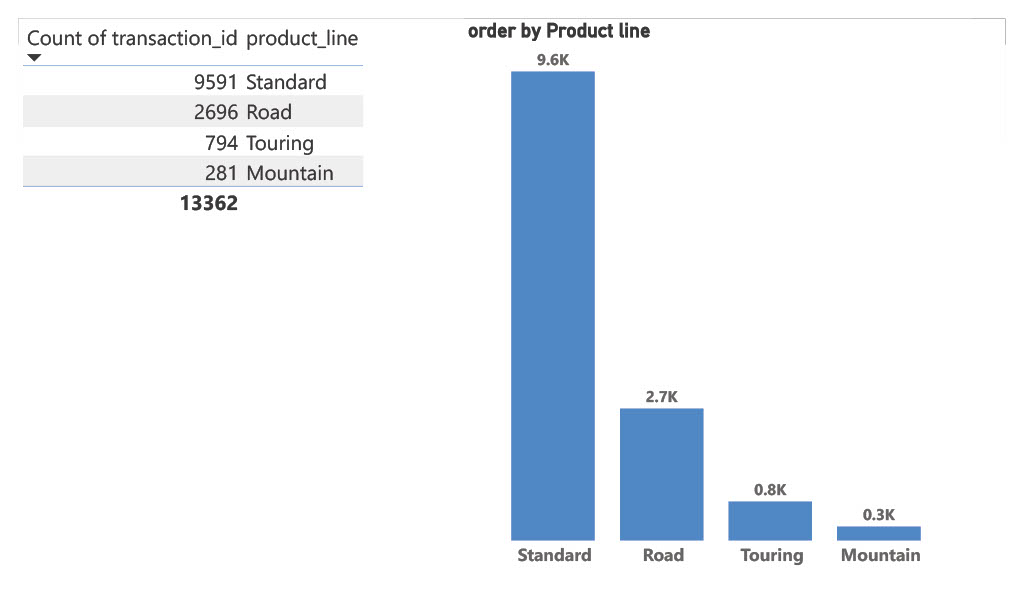 Count of transaction_id product_line
9591 Standard
2696 Road
794 Touring
281 Mountain
13362
order by Product line
9.6K
2.7K
0.8K
0.3K
Standard Road Touring Mountain